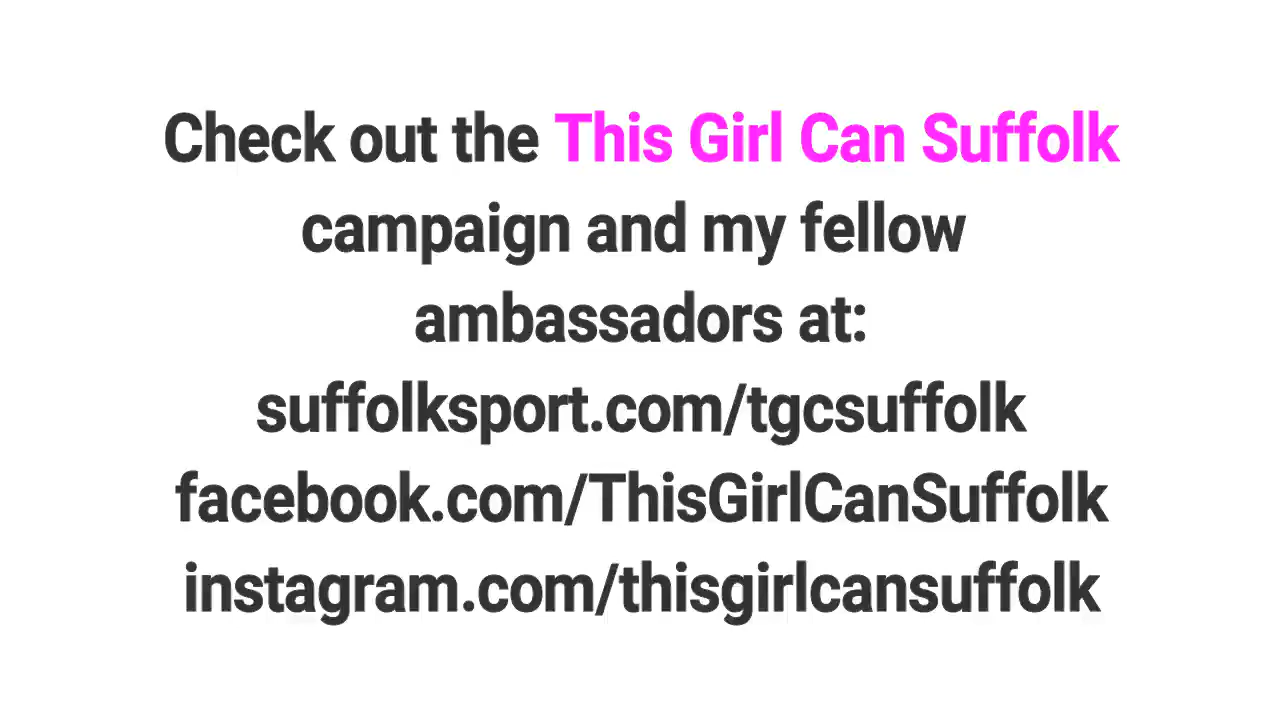 Check out the This Girl Can Suffolk
campaign and my fellow
ambassadors at:
suffolksport.com/tgcsuffolk
facebook.com/ThisGirlCanSuffolk
instagram.com/thisgirlcansuffolk